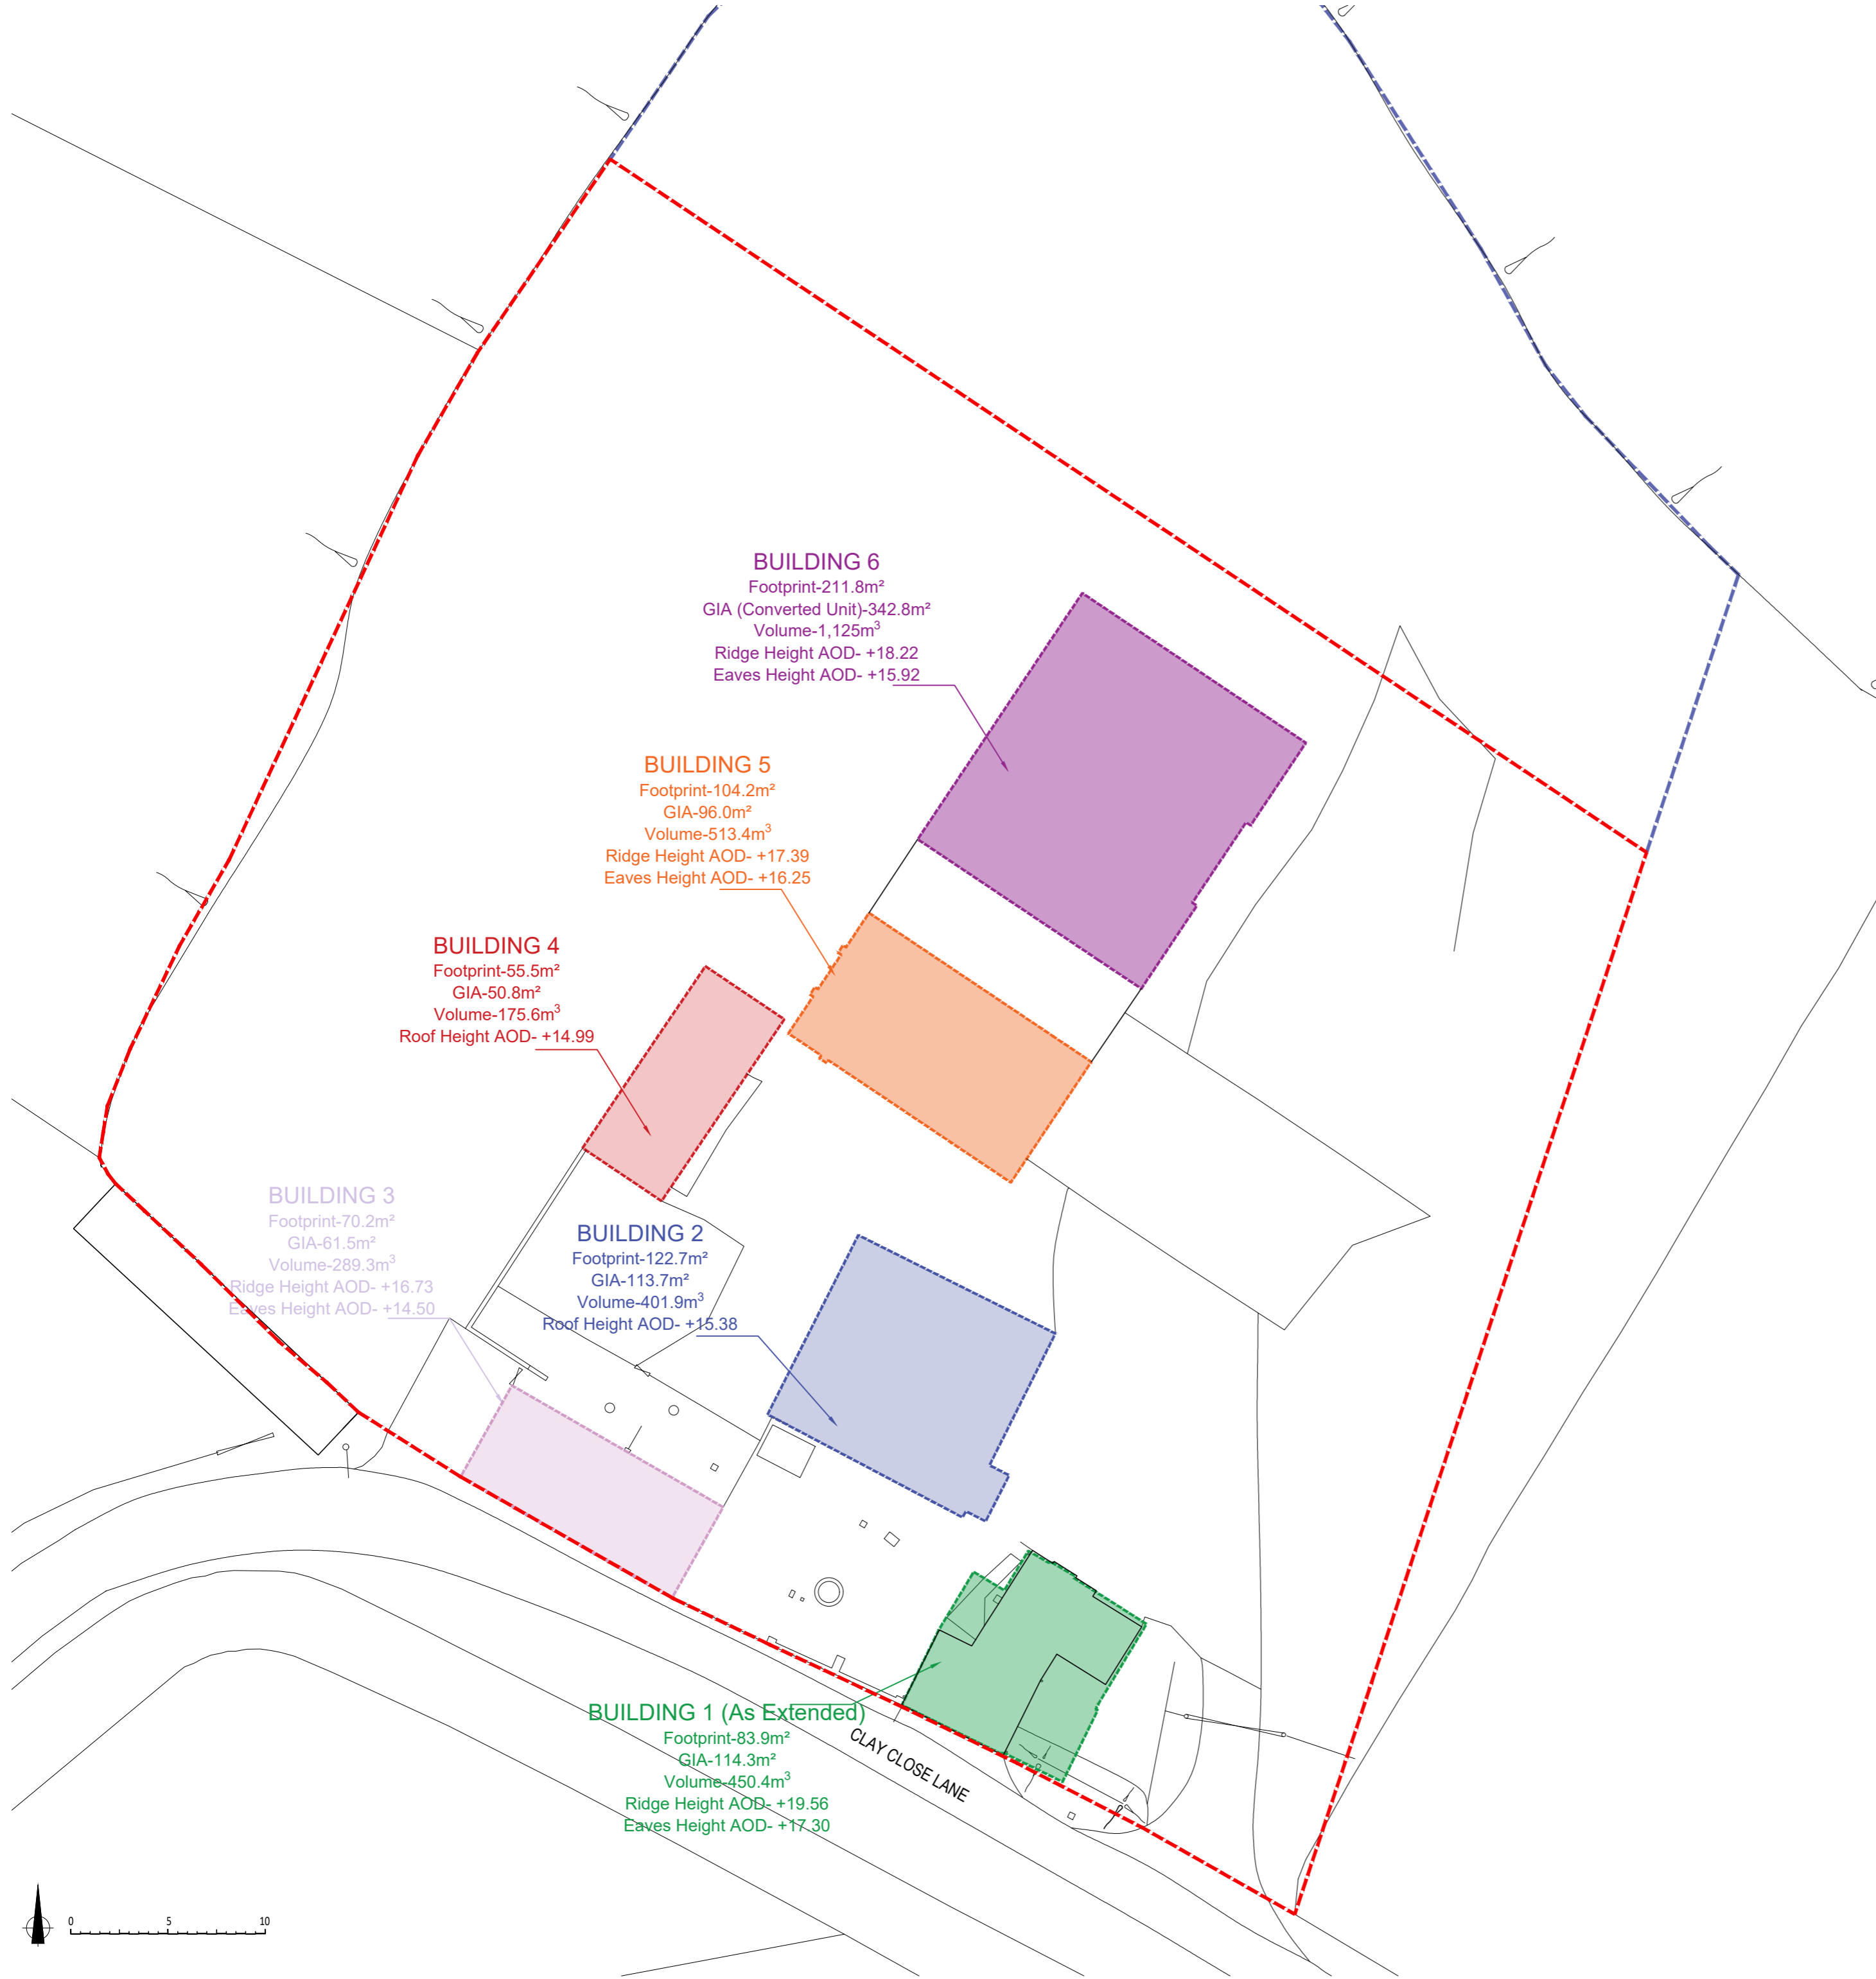 BUILDING 6
Footprint-211.8m²
GIA (Converted Unit)-342.8m²
Volume-1,125m³
Ridge Height AOD- +18.22
Eaves Height AOD- +15.92
BUILDING 5
Footprint-104.2m²
GIA-96.0m²
Volume-513.4m³
Ridge Height AOD- +17.39
Eaves Height AOD- +16.25
BUILDING 4
Footprint-55.5m²
GIA-50.8m²
Volume-175.6m³
Roof Height AOD- +14.99
BUILDING 3
Footprint-70.2m²
GIA-61.5m²
Volume-289.3m³
Ridge Height AOD- +16.73
Eaves Height AOD- +14.50
BUILDING 2
Footprint-122.7m²
GIA-113.7m²
Volume-401.9m³
Roof Height AOD- +15.38
BUILDING 1 (As Extended)
Footprint-83.9m²
GIA-114.3m²
Volume-450.4m³
Ridge Height AOD- +19.56
Eaves Height AOD- +17.30
CLAY CLOSE LANE
0 5 10